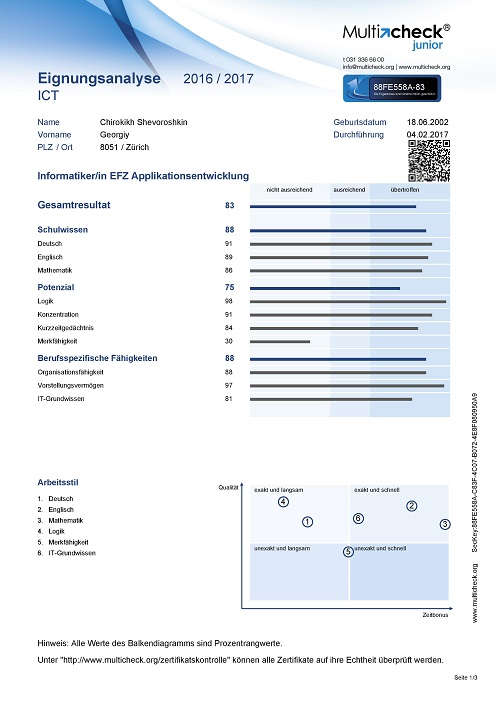 Multicheck®
junior
t 031 336 66 00
info@multicheck.org | www.multicheck.org
88FE558A-83
Eignungsanalyse 2016 / 2017
ICT
Name Chirokikh Shevoroshkin Geburtsdatum 18.06.2002
Vorname Georgiy Durchführung 04.02.2017
PLZ / Ort 8051 / Zürich
Informatiker/in EFZ Applikationsentwicklung
nicht ausreichend ausreichend übertroffen
Gesamtresultat 83
Schulwissen 88
Deutsch 91
Englisch 89
Mathematik 86
Potenzial 75
Logik 98
Konzentration 91
Kurzzeitgedächtnis 84
Merkfähigkeit 30
Berufsspezifische Fähigkeiten 88
Organisationsfähigkeit 88
Vorstellungsvermögen 97
IT-Grundwissen 81
Arbeitsstil
1. Deutsch
2. Englisch
3. Mathematik
4. Logik
5. Merkfähigkeit
6. IT-Grundwissen
Qualität
exakt und langsam exakt und schnell
4
2
1 6 3
unexakt und langsam 5 unexakt und schnell
Zeitbonus
www.multicheck.org SecKey:88FE558A-C83F-4C07-B072-4E8F080950A9
Hinweis: Alle Werte des Balkendiagramms sind Prozentrangwerte.
Unter "http://www.multicheck.org/zertifikatskontrolle" können alle Zertifikate auf ihre Echtheit überprüft werden.
Seite 1/3